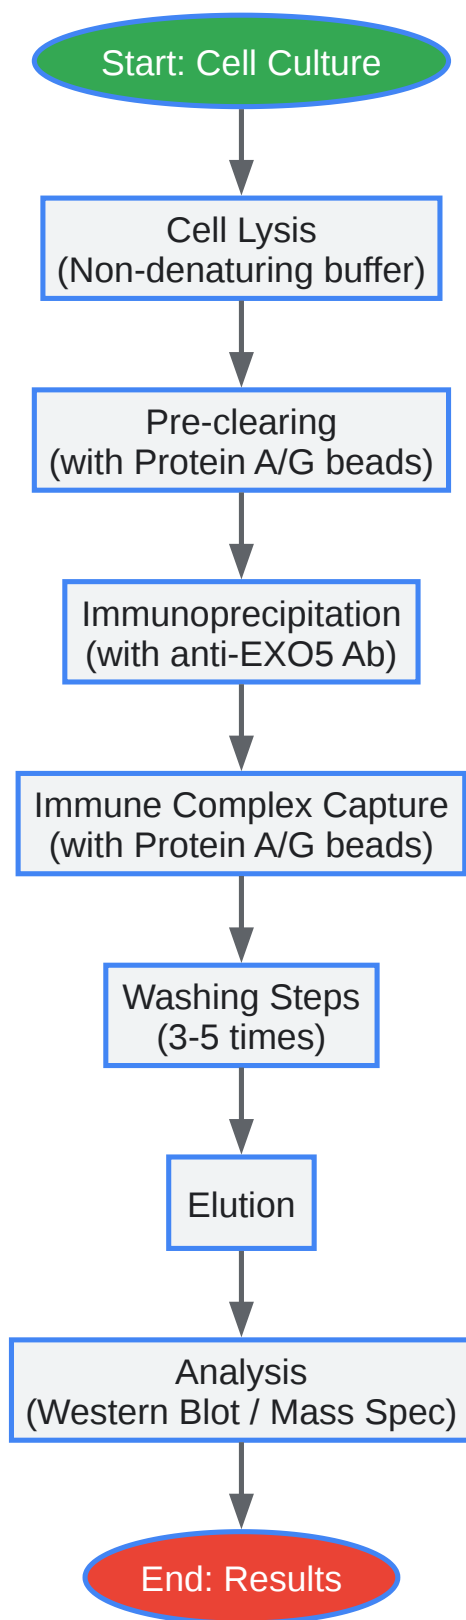 Start: Cell Culture
Cell Lysis
(Non-denaturing buffer)
Pre-clearing
(with Protein A/G beads)
Immunoprecipitation
(with anti-EXO5 Ab)
Immune Complex Capture
(with Protein A/G beads)
Washing Steps
(3-5 times)
Elution
Analysis
(Western Blot / Mass Spec)
End: Results